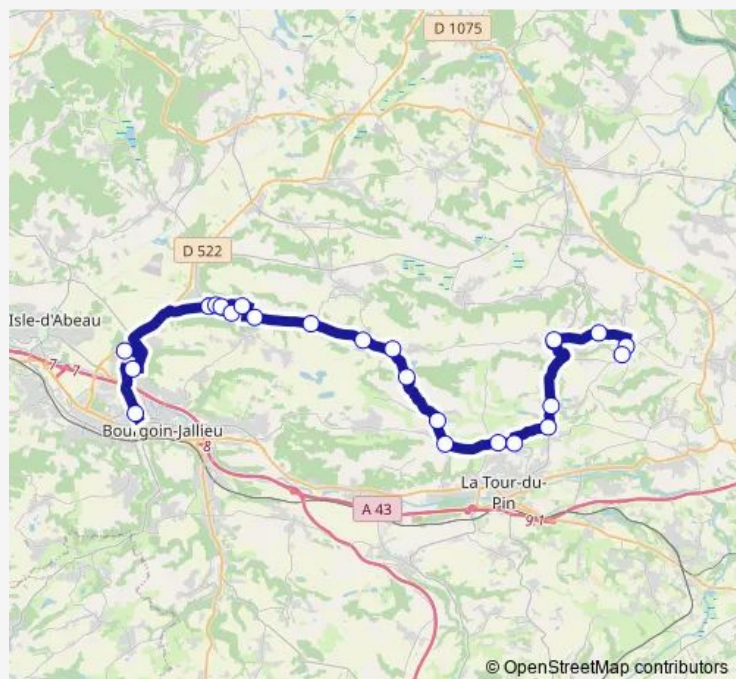 D 1075
D 522
Isle-d'Abeau
7
7
Bourgoin-Jallieu
8
La Tour-du-
Pin
A 43
9.1
© OpenStreetMap contributors